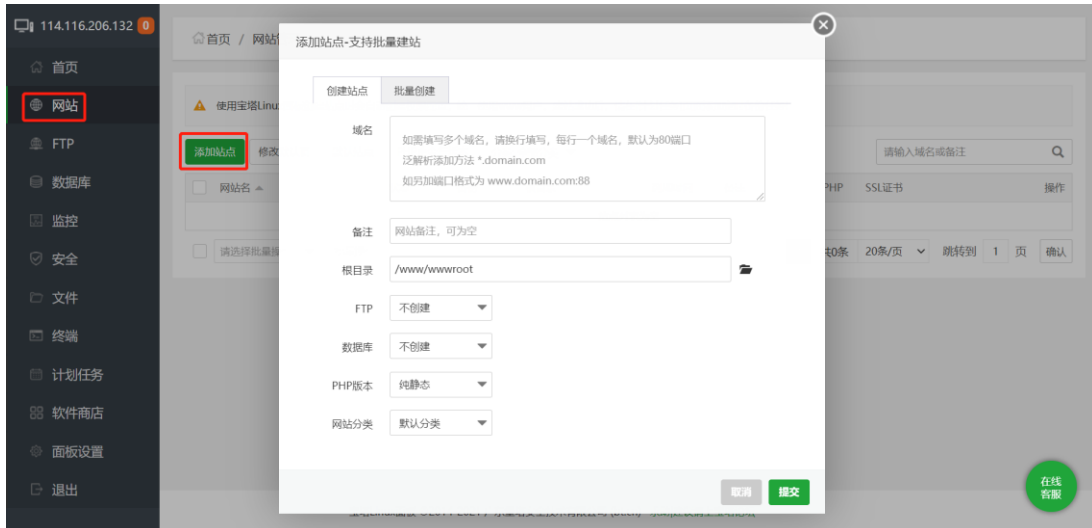 114.116.206.132 0
首页
网站
FTP
数据库
监控
安全
文件
终端
计划任务
软件商店
面板设置
退出
首页 / 网站
使用宝塔Linu
添加站点 修改
请输入域名或备注
网站名 PHP SSL证书 操作
请选择批量 共0条 20条/页 跳转到 1 页 确认
添加站点-支持批量建站
创建站点 批量创建
域名
如需填写多个域名，请换行填写，每行一个域名，默认为80端口
泛解析添加方法 *.domain.com
如另加端口格式为 www.domain.com:88
备注 网站备注，可为空
根目录 /www/wwwroot
FTP 不创建
数据库 不创建
PHP版本 纯静态
网站分类 默认分类
取消 提交
在线
客服